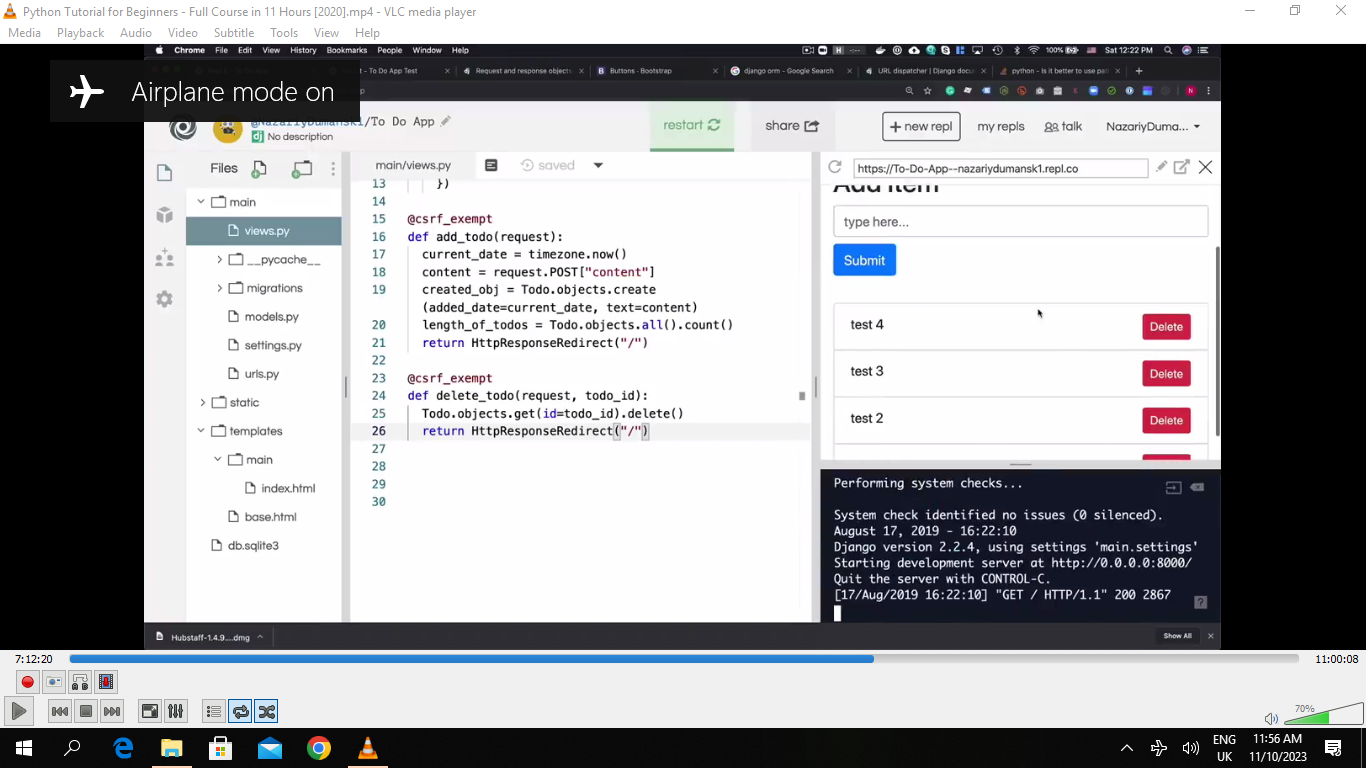 Python Tutorial for Beginners - Full Course in 11 Hours [2020].mp4 - VLC media player
Media Playback Audio Video Subtitle Tools View Help
Chrome File Edit View History Bookmarks People Window Help
100% Sat 12:22 PM
Airplane mode on
To Do App Test
Request and response objects
Buttons - Bootstrap
django orm - Google Search
URL dispatcher | Django docu
python - Is it better to use pat
@NazariyDumansk1/To Do App
No description
restart
share
+ new repl
my repls
talk
NazariyDuma...
Files
main/views.py
saved
https://To-Do-App--nazariydumansk1.repl.co
main
views.py
__pycache__
migrations
models.py
settings.py
urls.py
static
templates
main
index.html
base.html
db.sqlite3
13 })
14
15 @csrf_exempt
16 def add_todo(request):
17 current_date = timezone.now()
18 content = request.POST["content"]
19 created_obj = Todo.objects.create
(added_date=current_date, text=content)
20 length_of_todos = Todo.objects.all().count()
21 return HttpResponseRedirect("/")
22
23 @csrf_exempt
24 def delete_todo(request, todo_id):
25 Todo.objects.get(id=todo_id).delete()
26 return HttpResponseRedirect("/")
27
28
29
30
Add Item
type here...
Submit
test 4 Delete
test 3 Delete
test 2 Delete
Performing system checks...
System check identified no issues (0 silenced).
August 17, 2019 - 16:22:10
Django version 2.2.4, using settings 'main.settings'
Starting development server at http://0.0.0.0:8000/
Quit the server with CONTROL-C.
[17/Aug/2019 16:22:10] "GET / HTTP/1.1" 200 2867
?
Hubstaff-1.4.9....dmg
Show All
7:12:20
11:00:08
70%
ENG
UK
11:56 AM
11/10/2023